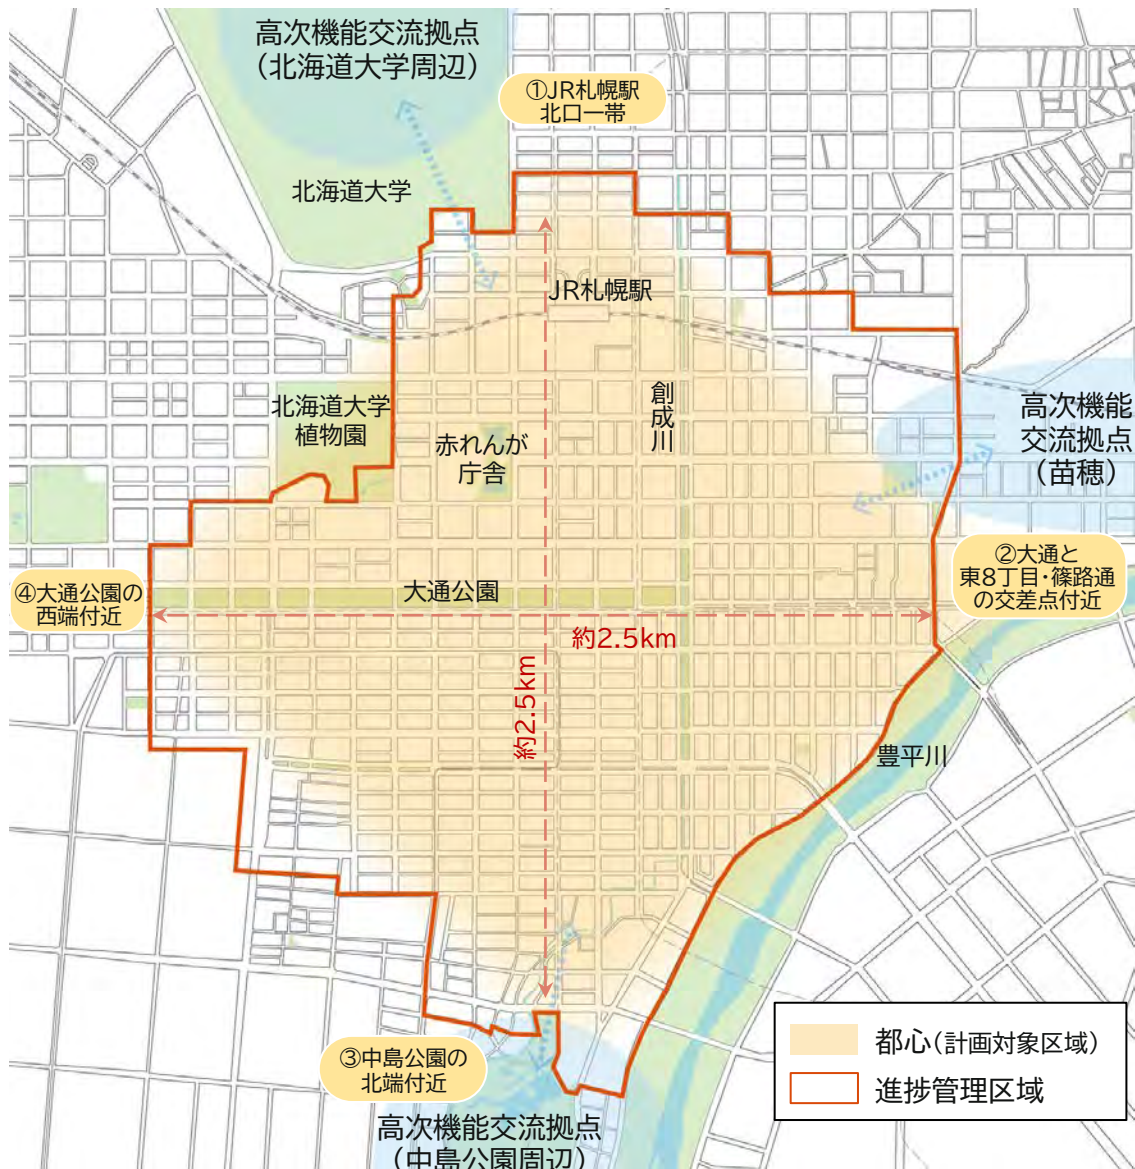 高次機能交流拠点
（北海道大学周辺）
①JR札幌駅
北口一帯
北海道大学
JR札幌駅
創成川
北海道大学
植物園
赤れんが
庁舎
高次機能
交流拠点
（苗穂）
②大通と
東8丁目・篠路通
の交差点付近
④大通公園の
西端付近
大通公園
約2.5km
約2.5km
豊平川
③中島公園の
北端付近
高次機能交流拠点
（中島公園周辺）
都心（計画対象区域）
進捗管理区域